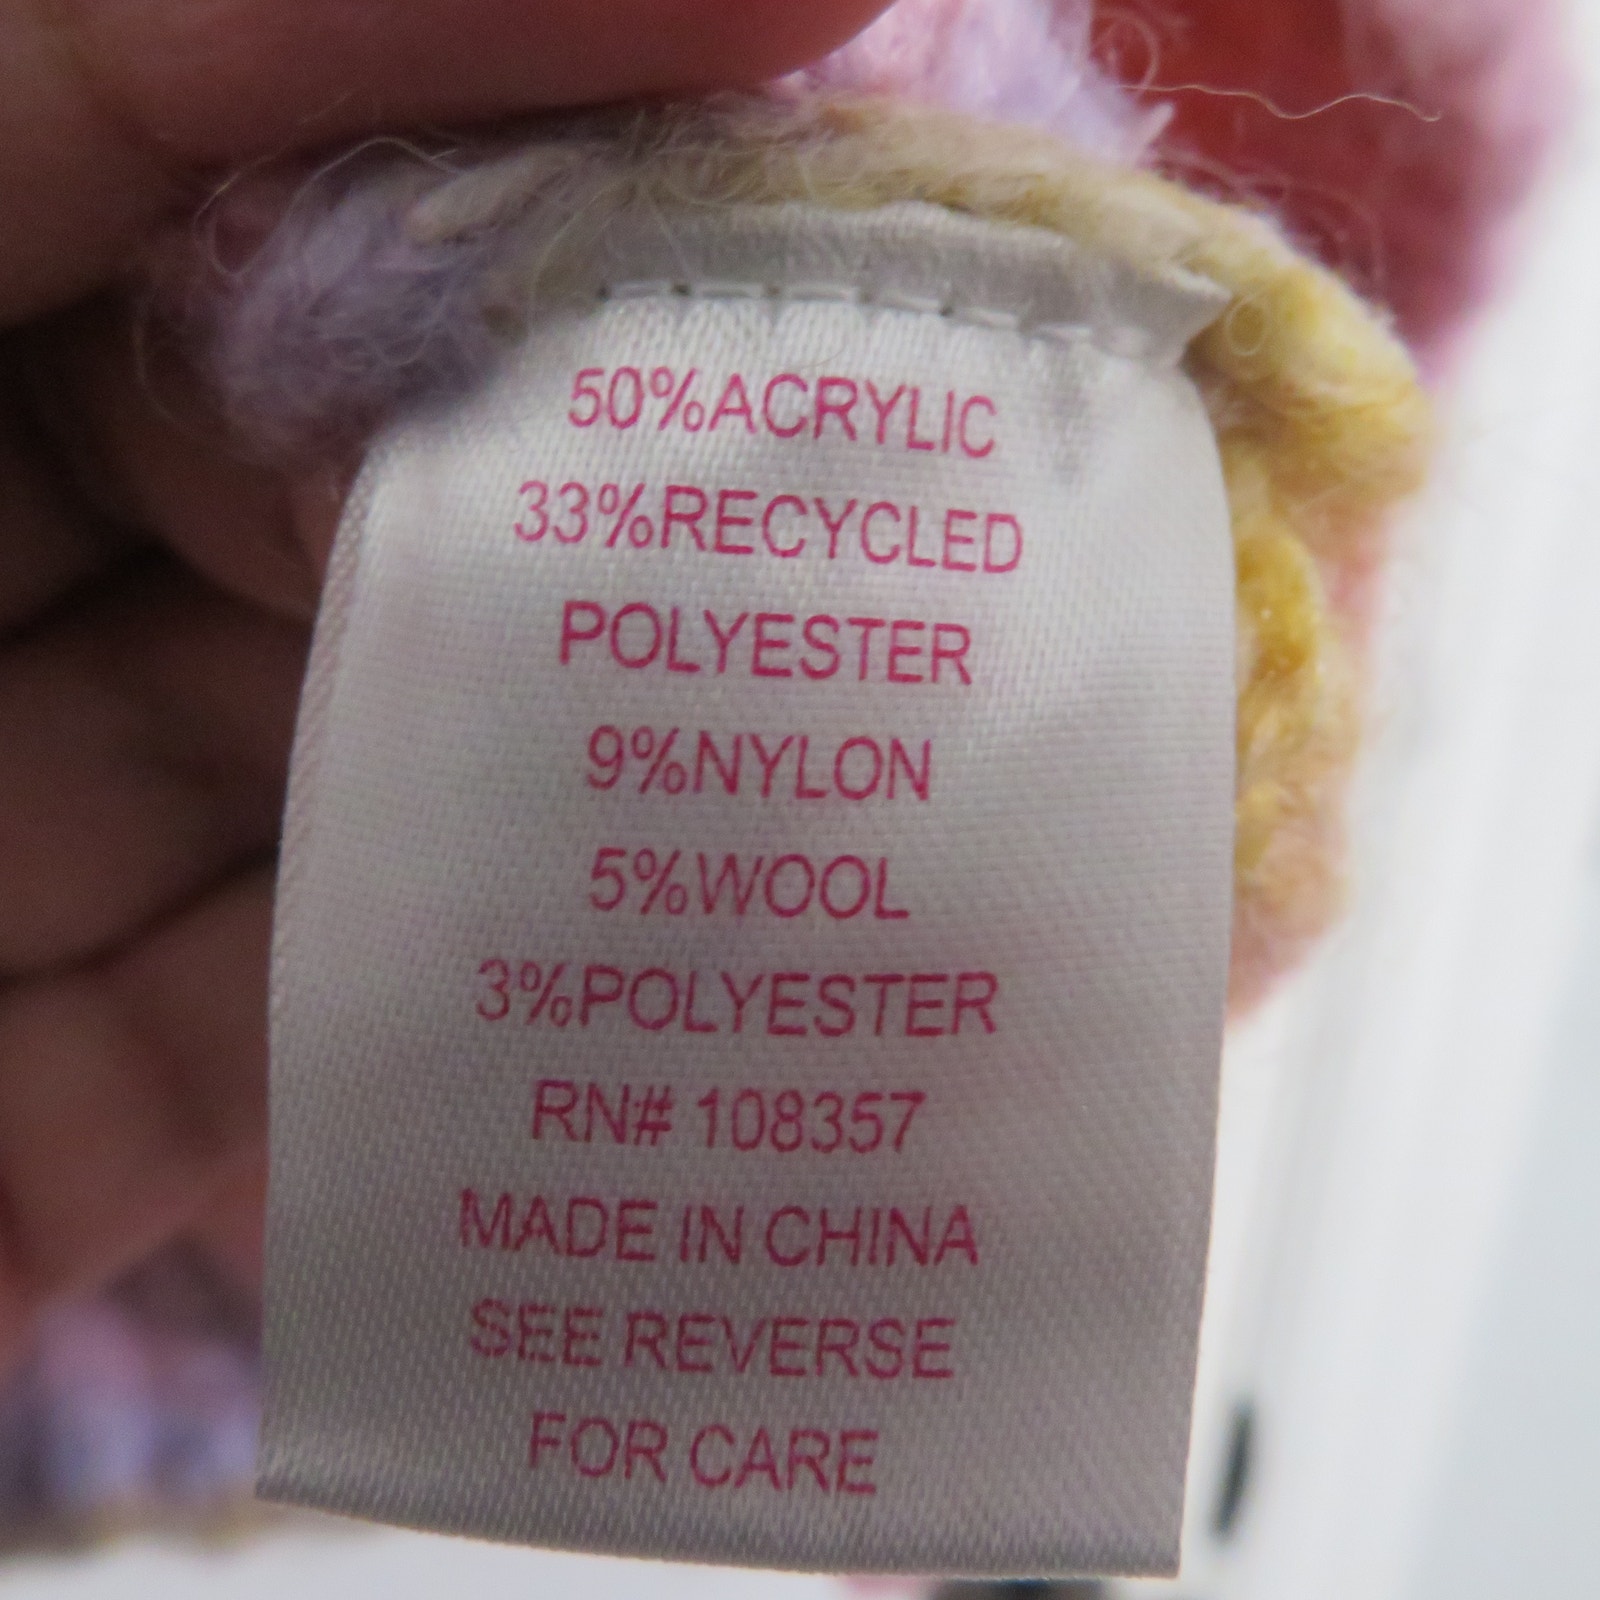 50%ACRYLIC
33%RECYCLED
POLYESTER
9%NYLON
5%WOOL
3%POLYESTER
RN# 108357
MADE IN CHINA
SEE REVERSE
FOR CARE